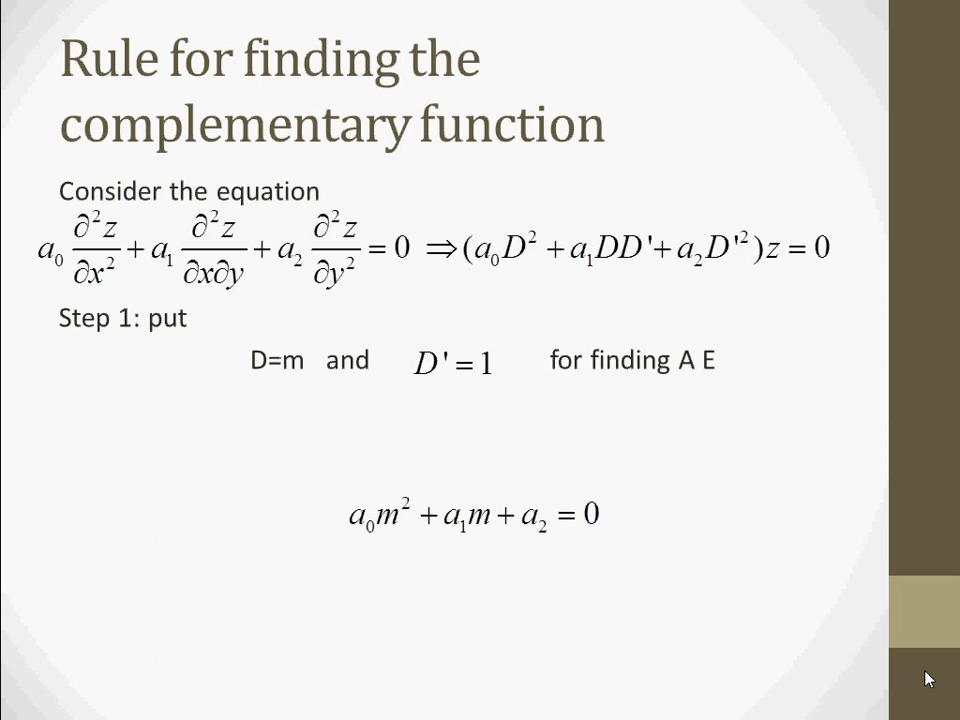 Rule for finding the
complementary function
Consider the equation
a₀ ∂²z/∂x² + a₁ ∂²z/∂x∂y + a₂ ∂²z/∂y² = 0 ⇒ (a₀D² + a₁DD' + a₂D'²)z = 0
Step 1: put
D=m and D' = 1 for finding A E
a₀m² + a₁m + a₂ = 0